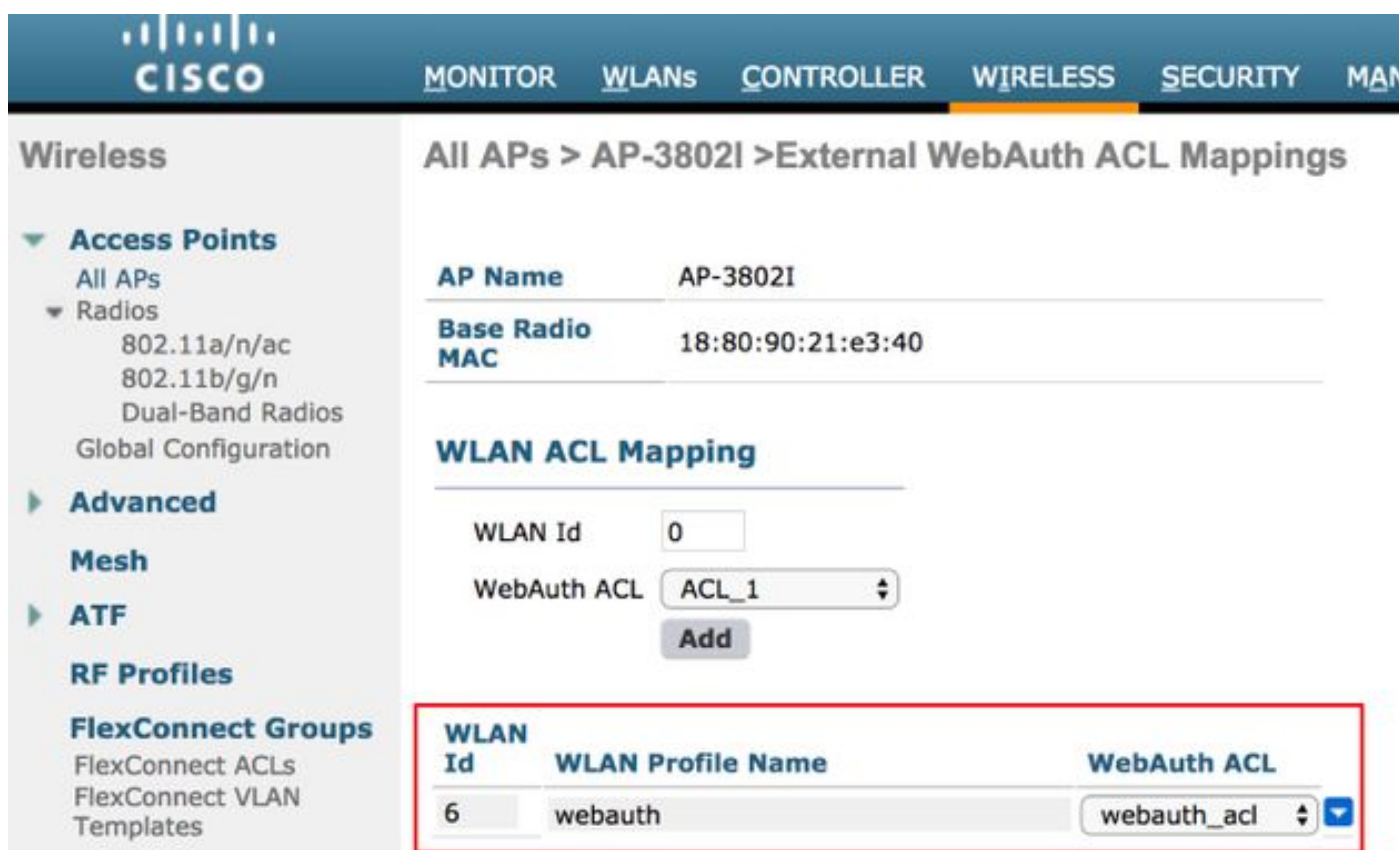 CISCO
MONITOR WLANs CONTROLLER WIRELESS SECURITY MAN
Wireless
Access Points
All APs
Radios
802.11a/n/ac
802.11b/g/n
Dual-Band Radios
Global Configuration
Advanced
Mesh
ATF
RF Profiles
FlexConnect Groups
FlexConnect ACLs
FlexConnect VLAN
Templates
All APs > AP-3802I >External WebAuth ACL Mappings
AP Name AP-3802I
Base Radio
MAC 18:80:90:21:e3:40
WLAN ACL Mapping
WLAN Id 0
WebAuth ACL ACL_1
Add
WLAN
Id WLAN Profile Name WebAuth ACL
6 webauth webauth_acl